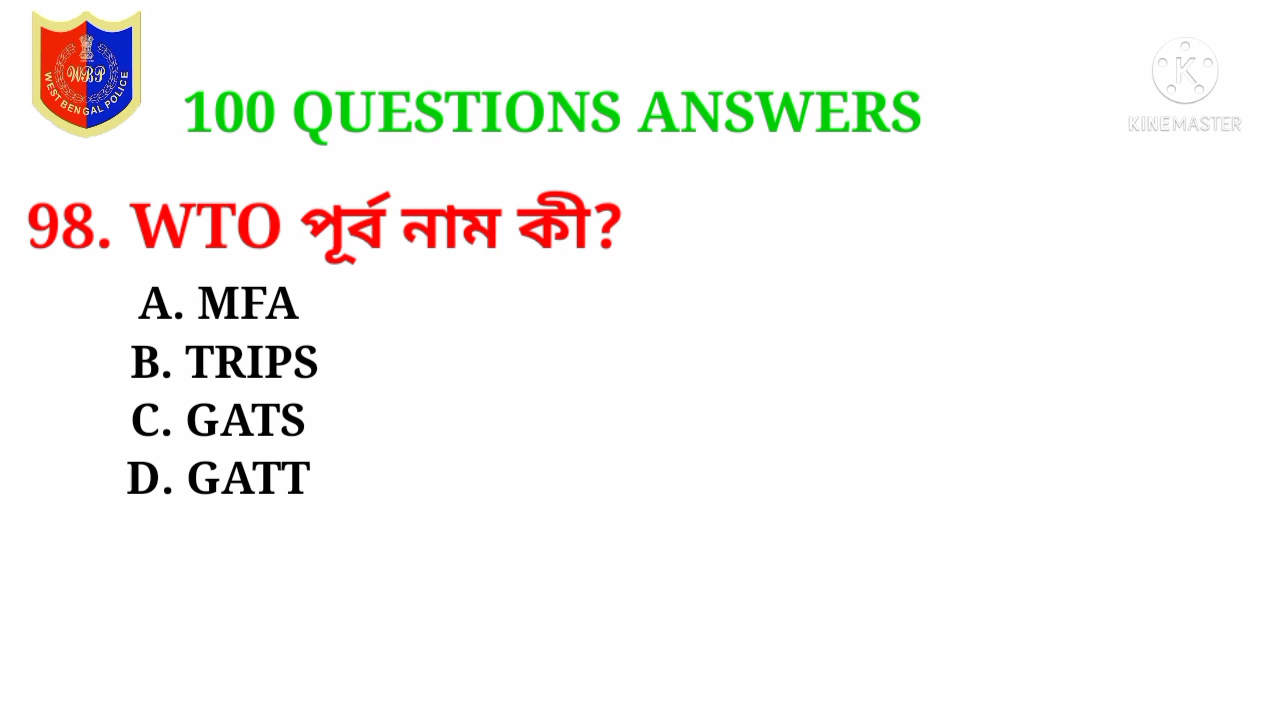 WBP
WEST BENGAL POLICE
100 QUESTIONS ANSWERS
K
KINEMASTER
98. WTO পূর্ব নাম কী?
A. MFA
B. TRIPS
C. GATS
D. GATT